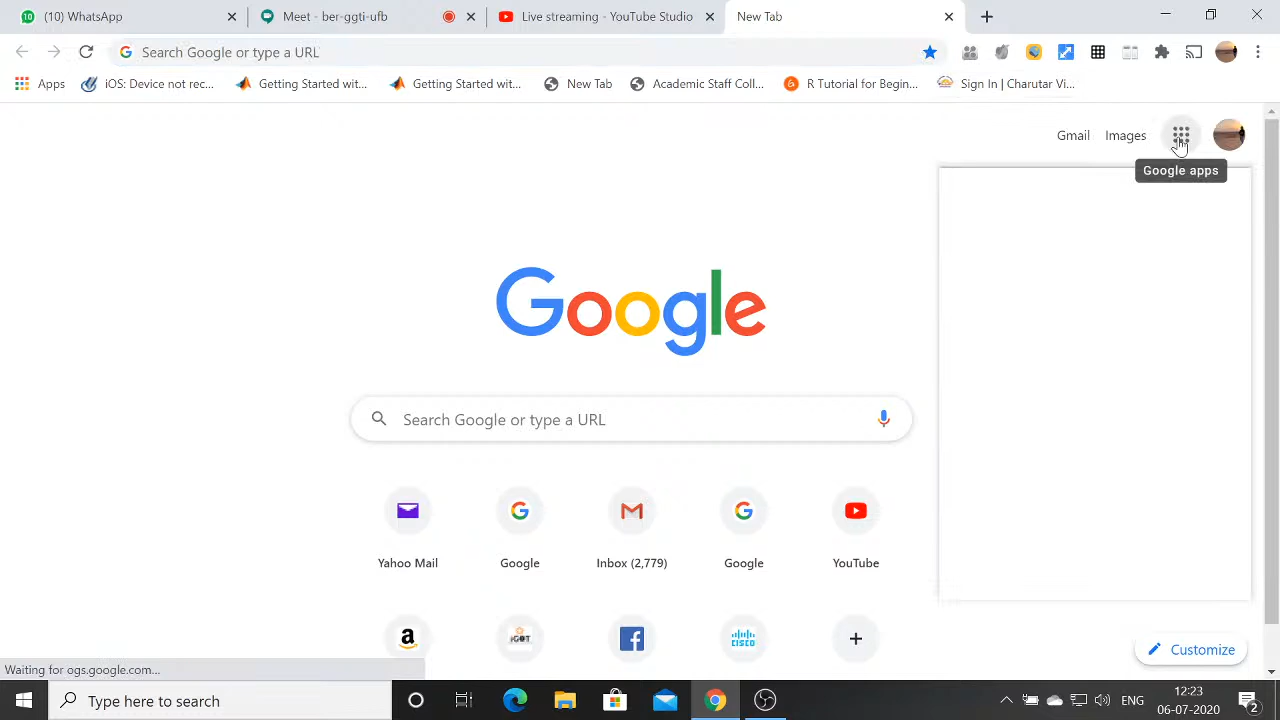 (10) WhatsApp
Meet - ber-ggti-ufb
Live streaming - YouTube Studio
New Tab
Search Google or type a URL
Apps
iOS: Device not rec...
Getting Started wit...
Getting Started wit...
New Tab
Academic Staff Coll...
R Tutorial for Begin...
Sign In | Charutar Vi...
Gmail
Images
Google apps
Google
Search Google or type a URL
Yahoo Mail
Google
Inbox (2,779)
Google
YouTube
iGOT
CISCO
Customize
Waiting for ogs.google.com...
Type here to search
ENG
12:23
06-07-2020
2